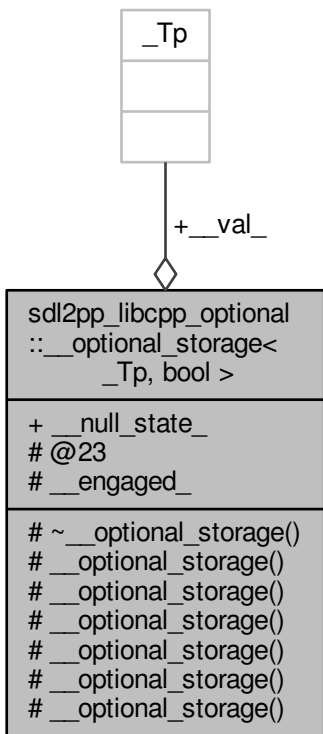 _Tp
+__val_
sdl2pp_libcpp_optional
::__optional_storage<
_Tp, bool >
+ __null_state_
# @23
# __engaged_
# ~__optional_storage()
# __optional_storage()
# __optional_storage()
# __optional_storage()
# __optional_storage()
# __optional_storage()
# __optional_storage()